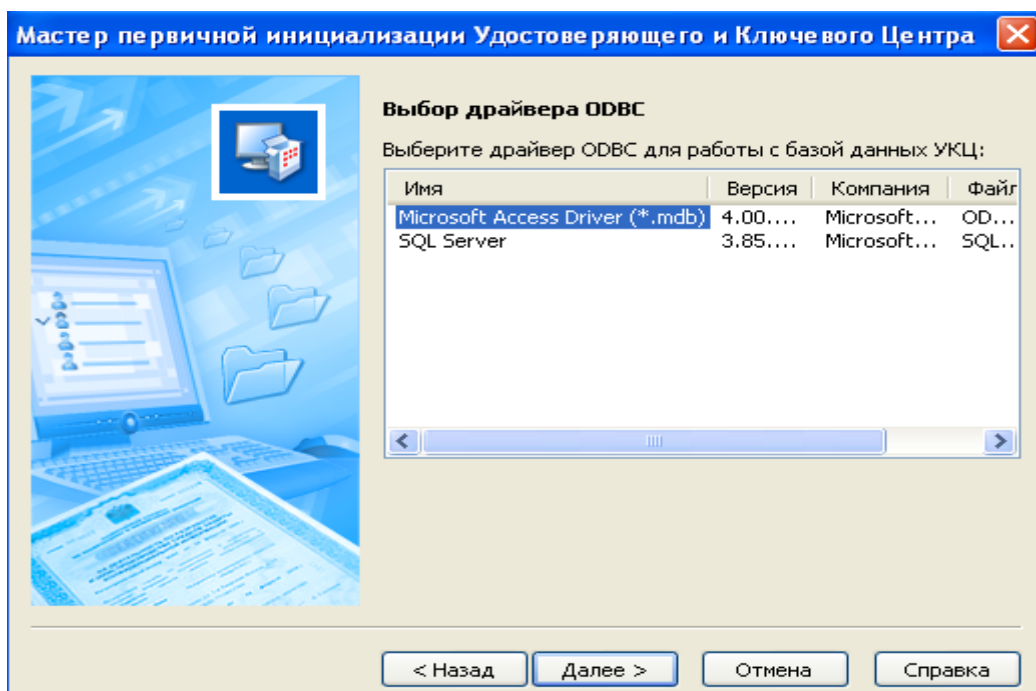 Мастер первичной инициализации Удостоверяющего и Ключевого Центра
Выбор драйвера ODBC
Выберите драйвер ODBC для работы с базой данных УКЦ:
Имя Версия Компания Файл
Microsoft Access Driver (*.mdb) 4.00.... Microsoft... OD...
SQL Server 3.85.... Microsoft... SQL..
< Назад Далее > Отмена Справка